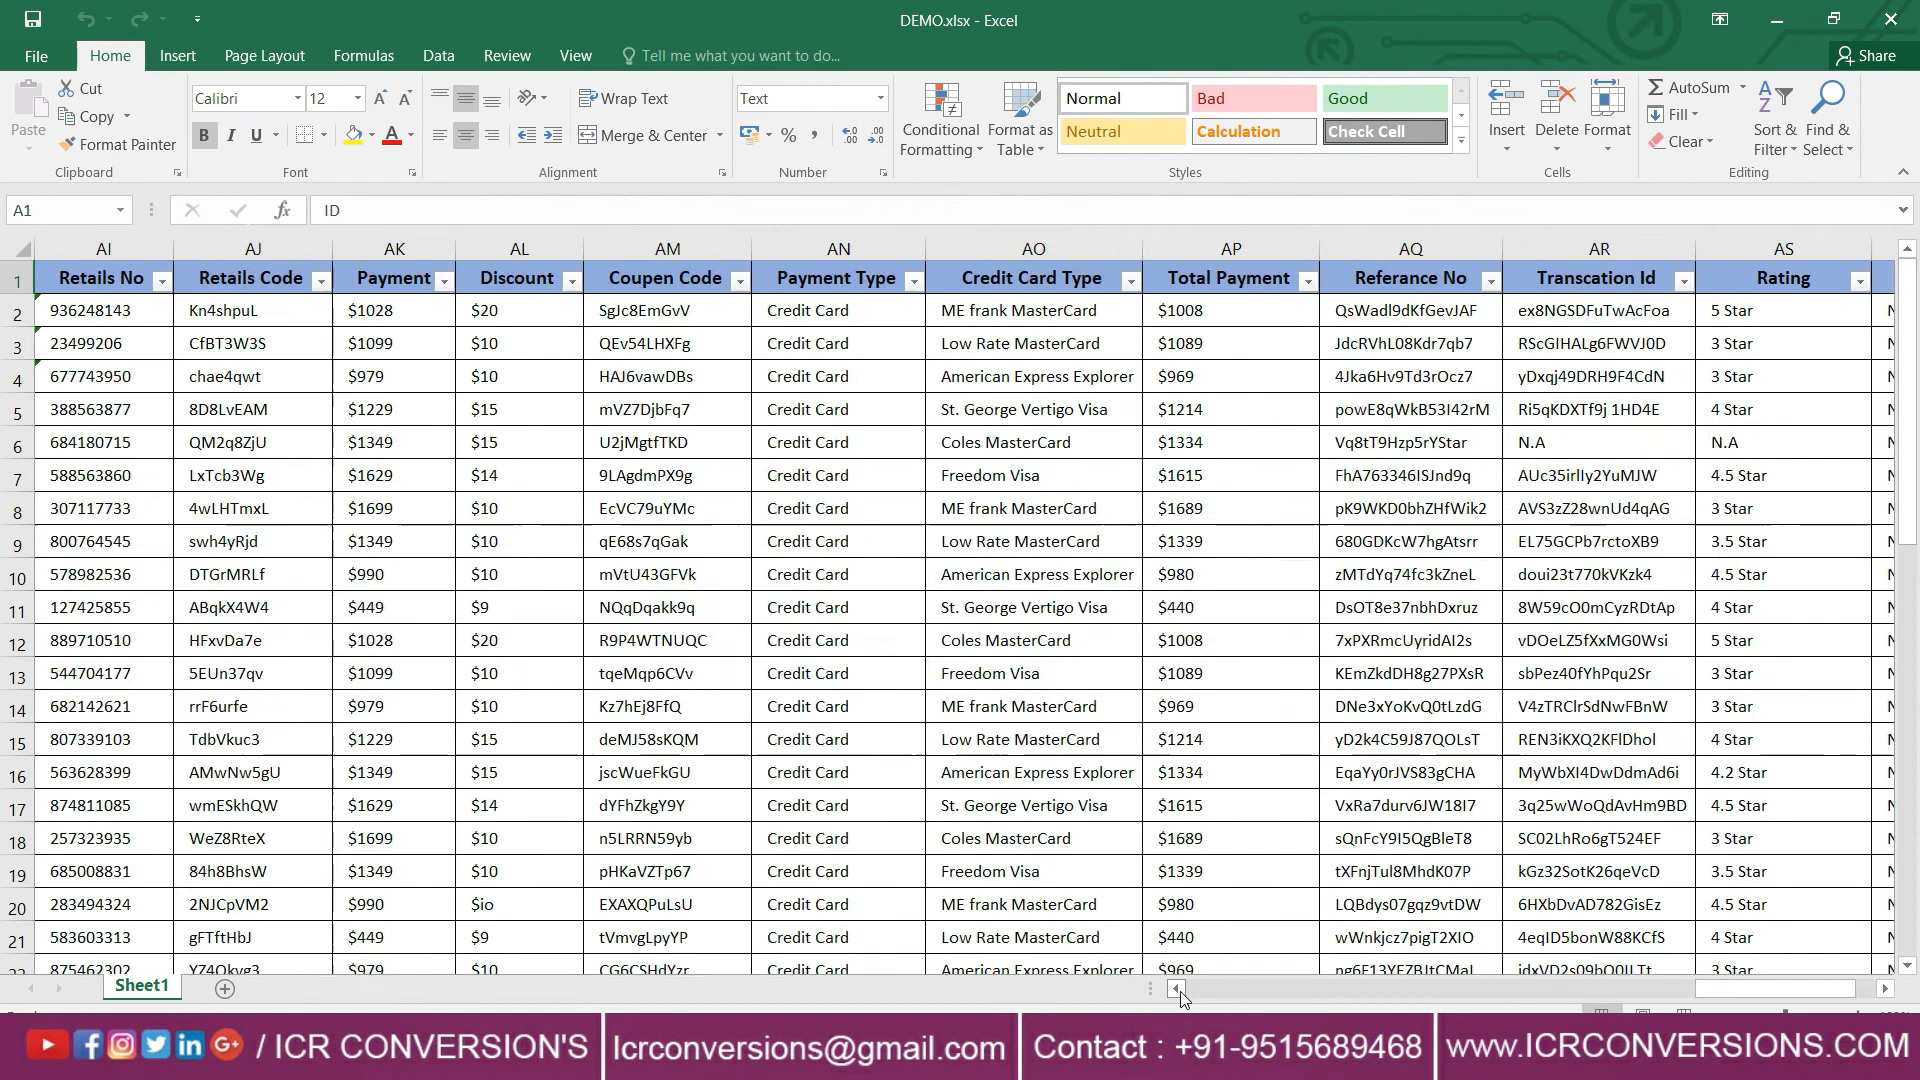 DEMO.xlsx - Excel
File Home Insert Page Layout Formulas Data Review View Tell me what you want to do... Share
Paste Cut Copy Format Painter Clipboard
Calibri 12 B I U Font
Wrap Text Merge & Center Alignment
Text % Number
Conditional Formatting Format as Table
Normal Bad Good
Neutral Calculation Check Cell
Styles
Insert Delete Format Cells
AutoSum Fill Clear Sort & Filter Find & Select Editing
A1 fx ID
AI AJ AK AL AM AN AO AP AQ AR AS
1 Retails No Retails Code Payment Discount Coupen Code Payment Type Credit Card Type Total Payment Referance No Transcation Id Rating
2 936248143 Kn4shpuL $1028 $20 SgJc8EmGvV Credit Card ME frank MasterCard $1008 QsWadl9dKfGevJAF ex8NGSDFuTwAcFoa 5 Star
3 23499206 CfBT3W3S $1099 $10 QEv54LHXFg Credit Card Low Rate MasterCard $1089 JdcRVhL08Kdr7qb7 RScGIHALg6FWVJ0D 3 Star
4 677743950 chae4qwt $979 $10 HAJ6vawDBs Credit Card American Express Explorer $969 4Jka6Hv9Td3rOcz7 yDxqj49DRH9F4CdN 3 Star
5 388563877 8D8LvEAM $1229 $15 mVZ7DjbFq7 Credit Card St. George Vertigo Visa $1214 powE8qWkB53I42rM Ri5qKDXTf9j 1HD4E 4 Star
6 684180715 QM2q8ZjU $1349 $15 U2jMgtfTKD Credit Card Coles MasterCard $1334 Vq8tT9Hzp5rYStar N.A N.A
7 588563860 LxTcb3Wg $1629 $14 9LAgdmPX9g Credit Card Freedom Visa $1615 FhA763346ISJnd9q AUc35irlIy2YuMJW 4.5 Star
8 307117733 4wLHTmxL $1699 $10 EcVC79uYMc Credit Card ME frank MasterCard $1689 pK9WKD0bhZHfWik2 AVS3zZ28wnUd4qAG 3 Star
9 800764545 swh4yRjd $1349 $10 qE68s7qGak Credit Card Low Rate MasterCard $1339 680GDKcW7hgAtsrr EL75GCPb7rctoXB9 3.5 Star
10 578982536 DTGrMRLf $990 $10 mVtU43GFVk Credit Card American Express Explorer $980 zMTdYq74fc3kZneL doui23t770kVKzk4 4.5 Star
11 127425855 ABqkX4W4 $449 $9 NQqDqakk9q Credit Card St. George Vertigo Visa $440 DsOT8e37nbhDxruz 8W59cO0mCyzRDtAp 4 Star
12 889710510 HFxvDa7e $1028 $20 R9P4WTNUQC Credit Card Coles MasterCard $1008 7xPXRmcUyridAI2s vDOeLZ5fXxMG0Wsi 5 Star
13 544704177 5EUn37qv $1099 $10 tqeMqp6CVv Credit Card Freedom Visa $1089 KEmZkdDH8g27PXsR sbPez40fYhPqu2Sr 3 Star
14 682142621 rrF6urfe $979 $10 Kz7hEj8FfQ Credit Card ME frank MasterCard $969 DNe3xYoKvQ0tLzdG V4zTRClrSdNwFBnW 3 Star
15 807339103 TdbVkuc3 $1229 $15 deMJ58sKQM Credit Card Low Rate MasterCard $1214 yD2k4C59J87QOLsT REN3iKXQ2KFlDhol 4 Star
16 563628399 AMwNw5gU $1349 $15 jscWueFkGU Credit Card American Express Explorer $1334 EqaYy0rJVS83gCHA MyWbXI4DwDdmAd6i 4.2 Star
17 874811085 wmESkhQW $1629 $14 dYFhZkgY9Y Credit Card St. George Vertigo Visa $1615 VxRa7durv6JW18I7 3q25wWoQdAvHm9BD 4.5 Star
18 257323935 WeZ8RteX $1699 $10 n5LRRN59yb Credit Card Coles MasterCard $1689 sQnFcY9I5QgBleT8 SC02LhRo6gT524EF 3 Star
19 685008831 84h8BhsW $1349 $10 pHKaVZTp67 Credit Card Freedom Visa $1339 tXFnjTul8MhdK07P kGz32SotK26qeVcD 3.5 Star
20 283494324 2NJCpVM2 $990 $io EXAXQPuLsU Credit Card ME frank MasterCard $980 LQBdys07gqz9vtDW 6HXbDvAD782GisEz 4.5 Star
21 583603313 gFTftHbJ $449 $9 tVmvgLpyYP Credit Card Low Rate MasterCard $440 wWnkjcz7pigT2XIO 4eqID5bonW88KCfS 4 Star
875462302 $979 $10 Credit Card American Express Explorer $969 3 Star
Sheet1
/ ICR CONVERSION'S Icrconversions@gmail.com Contact : +91-9515689468 www.ICRCONVERSIONS.COM